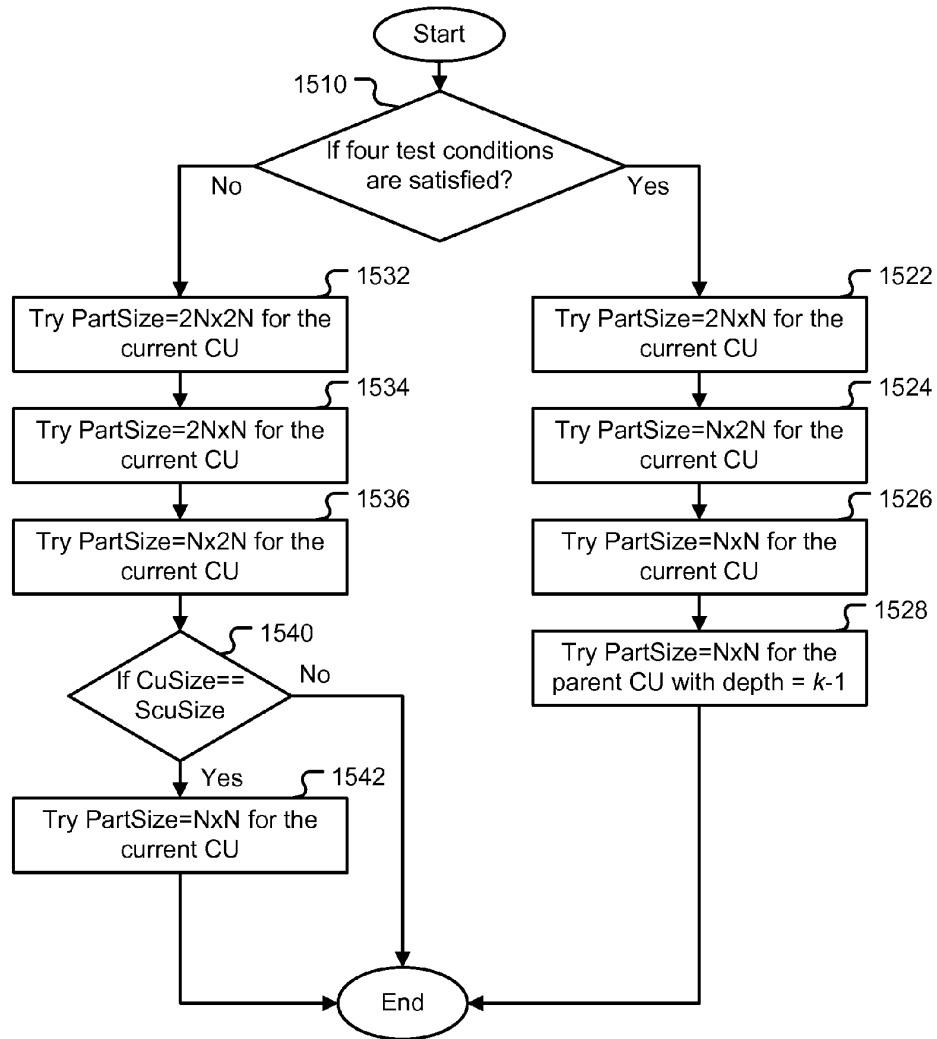 Start
1510
If four test conditions
are satisfied?
No
Yes
1532
Try PartSize=2Nx2N for the
current CU
1534
Try PartSize=2NxN for the
current CU
1536
Try PartSize=Nx2N for the
current CU
1540
If CuSize==
ScuSize
No
Yes
1542
Try PartSize=NxN for the
current CU
1522
Try PartSize=2NxN for the
current CU
1524
Try PartSize=Nx2N for the
current CU
1526
Try PartSize=NxN for the
current CU
1528
Try PartSize=NxN for the
parent CU with depth = k-1
End